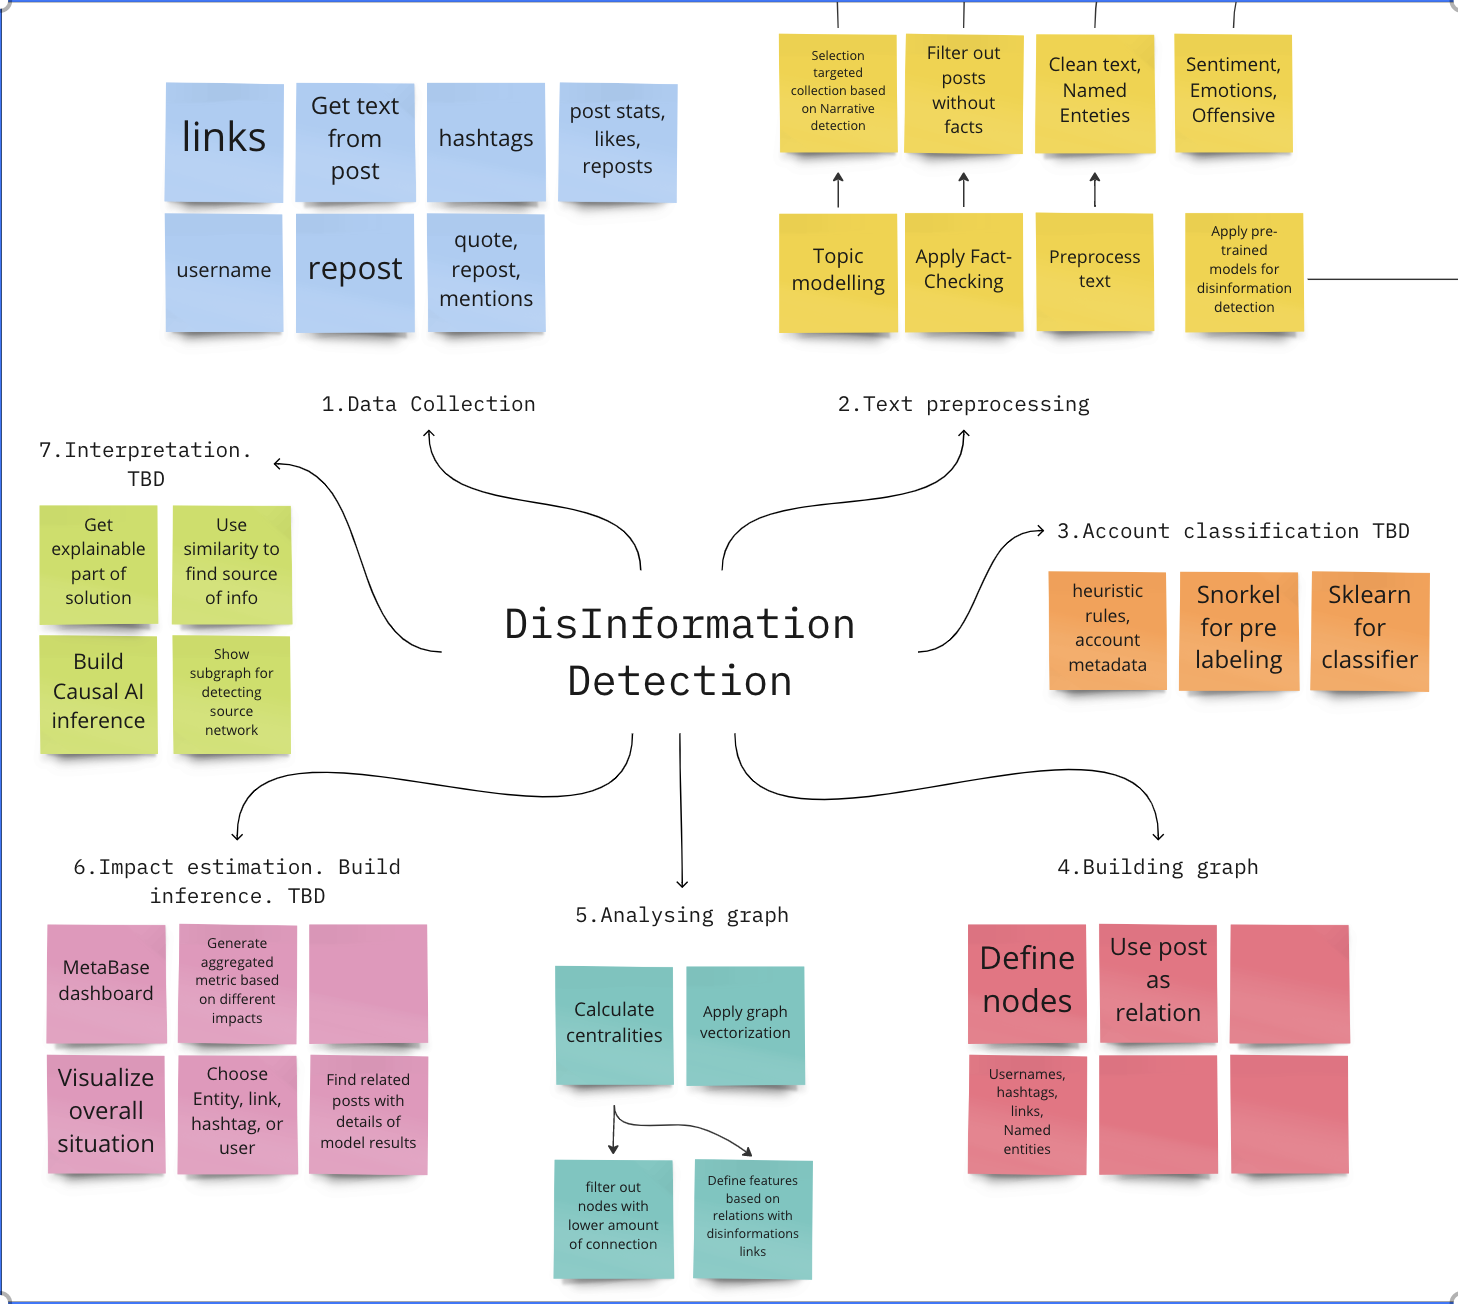 links
Get text
from
post
hashtags
post stats,
likes,
reposts
username
repost
quote,
repost,
mentions
1.Data Collection
Selection
targeted
collection based
on Narrative
detection
Filter out
posts
without
facts
Clean text,
Named
Enteties
Sentiment,
Emotions,
Offensive
Topic
modelling
Apply Fact-
Checking
Preprocess
text
Apply pre-
trained
models for
disinformation
detection
2.Text preprocessing
7.Interpretation.
TBD
Get
explainable
part of
solution
Use
similarity to
find source
of info
Build
Causal AI
inference
Show
subgraph for
detecting
source
network
DisInformation
Detection
3.Account classification TBD
heuristic
rules,
account
metadata
Snorkel
for pre
labeling
Sklearn
for
classifier
6.Impact estimation. Build
inference. TBD
MetaBase
dashboard
Generate
aggregated
metric based
on different
impacts
Visualize
overall
situation
Choose
Entity, link,
hashtag, or
user
Find related
posts with
details of
model results
5.Analysing graph
Calculate
centralities
Apply graph
vectorization
filter out
nodes with
lower amount
of connection
Define features
based on
relations with
disinformations
links
4.Building graph
Define
nodes
Use post
as
relation
Usernames,
hashtags,
links,
Named
entities